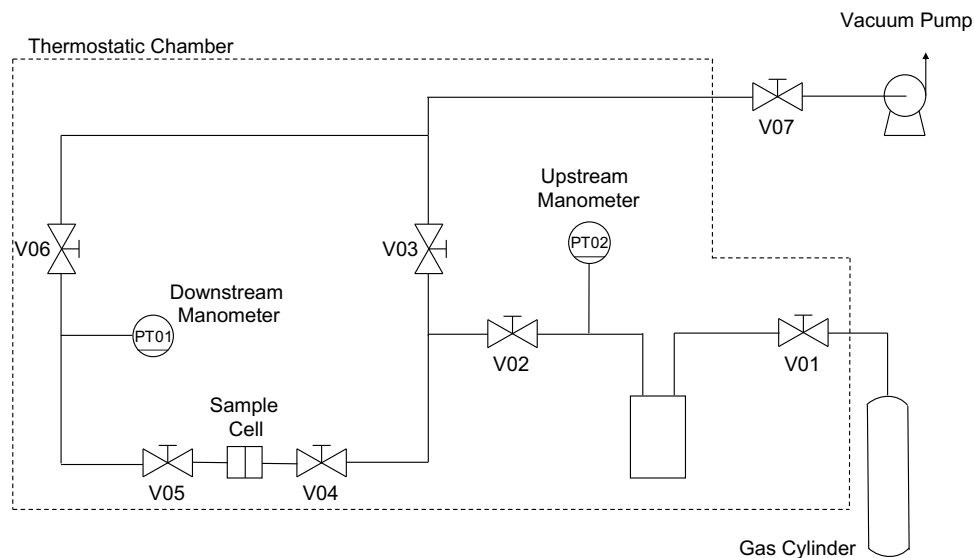 Vacuum Pump
Thermostatic Chamber
V07
Upstream
Manometer
PT02
V06
V03
Downstream
Manometer
PT01
V02
V01
Sample
Cell
V05
V04
Gas Cylinder